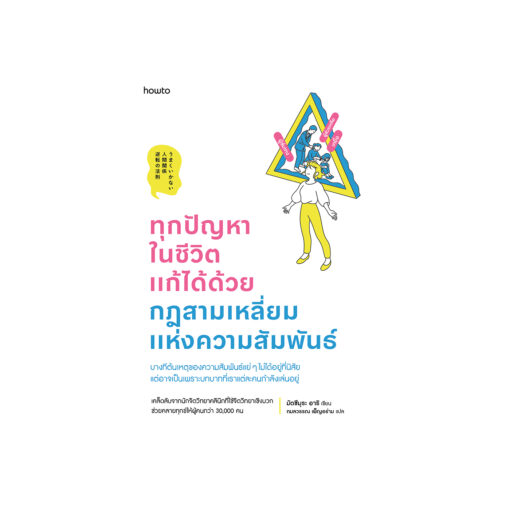 howto
うまくいかない
人間関係
逆転の法則
ทุกปัญหา
ในชีวิต
แก้ได้ด้วย
กฎสามเหลี่ยม
แห่งความสัมพันธ์
บางทีต้นเหตุของความสัมพันธ์แย่ ๆ ไม่ได้อยู่ที่นิสัย
แต่อาจเป็นเพราะบทบาทที่เราแต่ละคนกำลังเล่นอยู่
เคล็ดลับจากนักจิตวิทยาคลินิกที่ใช้จิตวิทยาเชิงบวก
ช่วยคลายทุกข์ให้ผู้คนกว่า 30,000 คน
มัตซึมุระ อาริ เขียน
กมลวรรณ เพ็ญอร่าม แปล